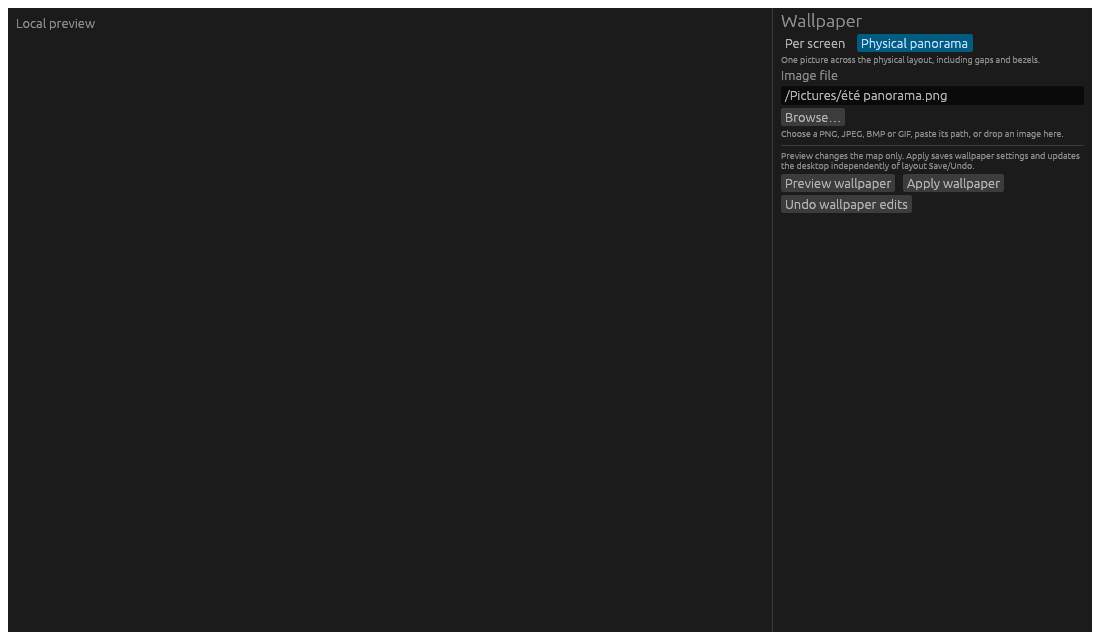 Local preview
Wallpaper
Per screen Physical panorama
One picture across the physical layout, including gaps and bezels.
Image file
/Pictures/été panorama.png
Browse…
Choose a PNG, JPEG, BMP or GIF, paste its path, or drop an image here.
Preview changes the map only. Apply saves wallpaper settings and updates
the desktop independently of layout Save/Undo.
Preview wallpaper Apply wallpaper
Undo wallpaper edits